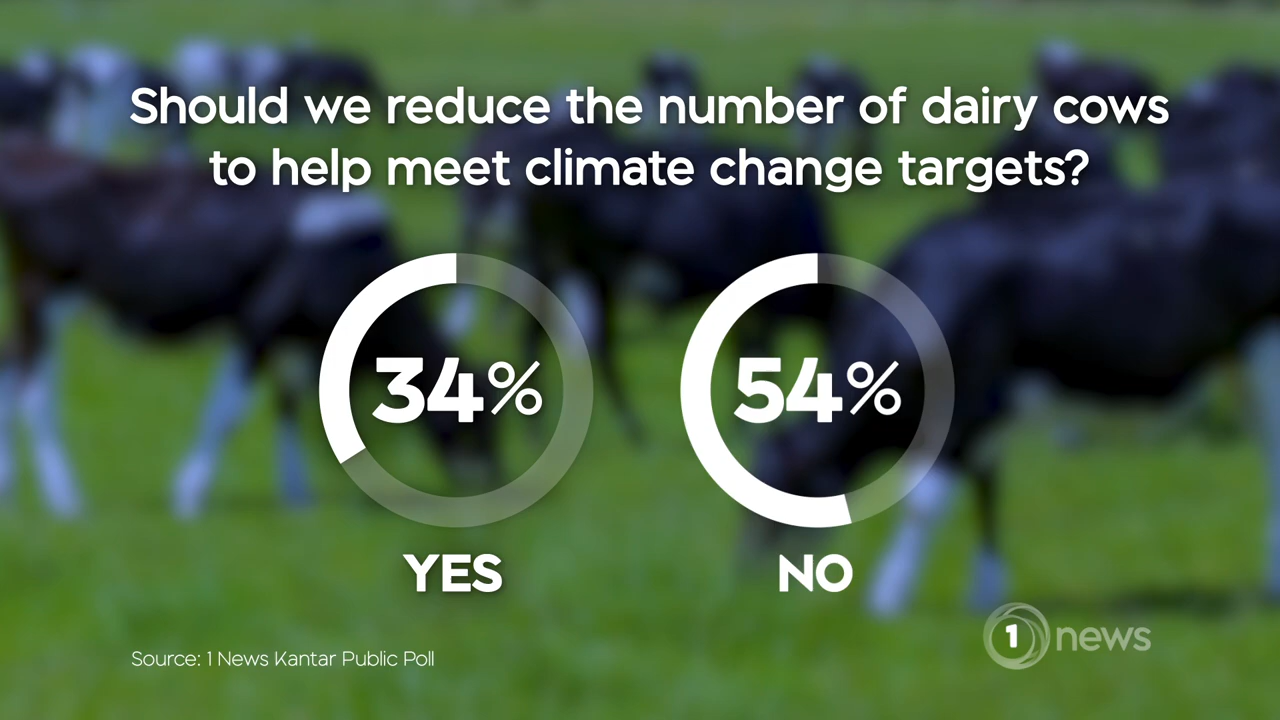 Should we reduce the number of dairy cows
to help meet climate change targets?
34%
54%
YES
NO
Source: 1 News Kantar Public Poll
1 news